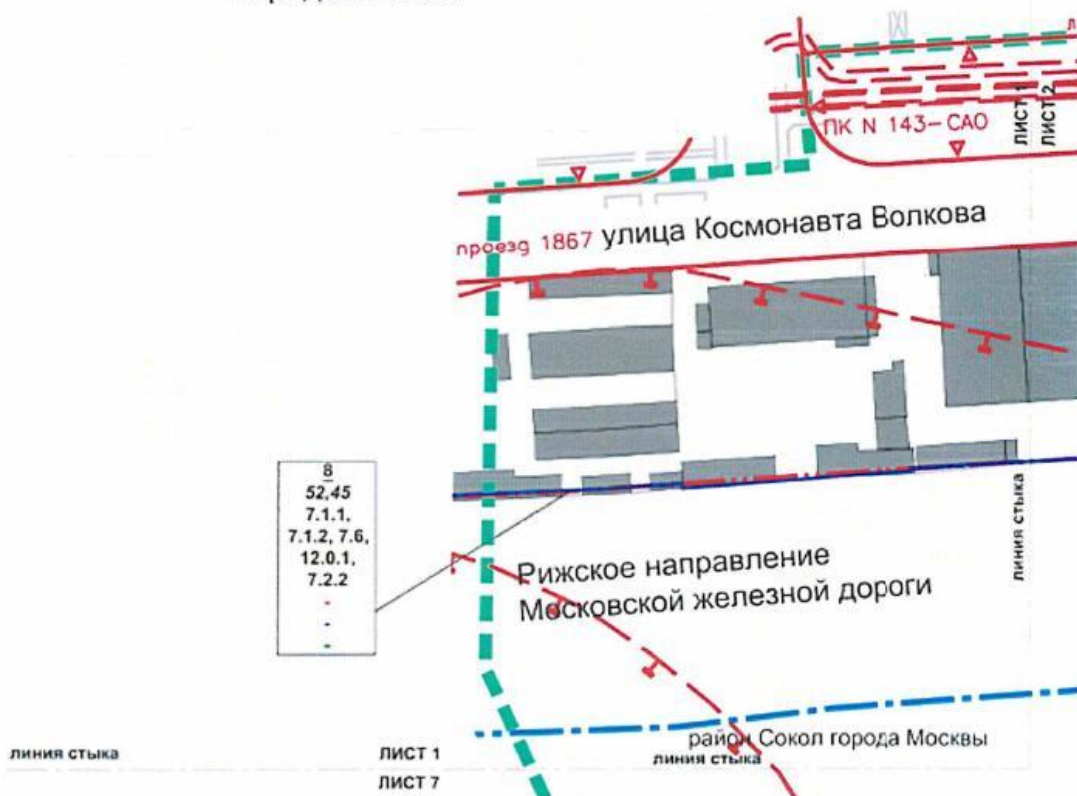 ПК N 143-САО
ЛИСТ 1
ЛИСТ 2
проезд 1867 улица Космонавта Волкова
8
52,45
7.1.1,
7.1.2, 7.6,
12.0.1,
7.2.2
-
-
-
линия стыка
Рижское направление
Московской железной дороги
район Сокол города Москвы
линия стыка
ЛИСТ 1
линия стыка
ЛИСТ 7